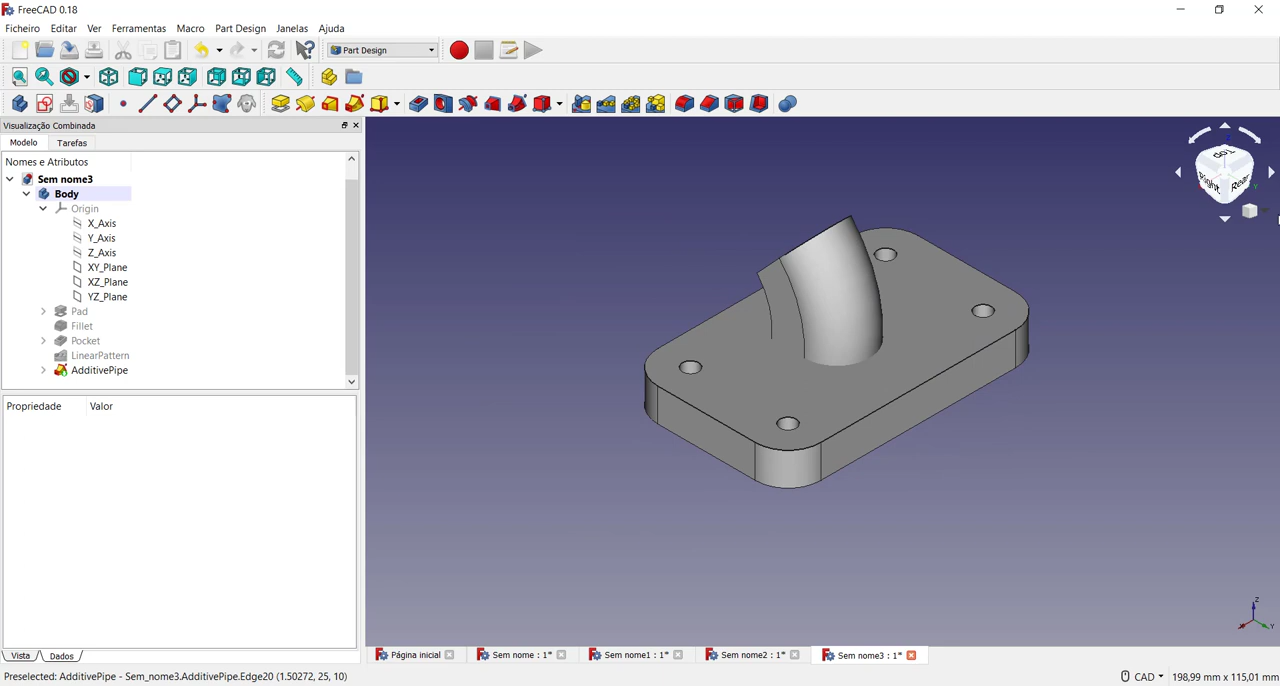 FreeCAD 0.18
Ficheiro Editar Ver Ferramentas Macro Part Design Janelas Ajuda
Part Design
Visualização Combinada
Modelo Tarefas
Nomes e Atributos
Sem nome3
Body
Origin
X_Axis
Y_Axis
Z_Axis
XY_Plane
XZ_Plane
YZ_Plane
Pad
Fillet
Pocket
LinearPattern
AdditivePipe
Propriedade Valor
Top
Right Rear
Y
Z
X Y
Vista Dados
Página inicial Sem nome : 1* Sem nome1 : 1* Sem nome2 : 1* Sem nome3 : 1*
Preselected: AdditivePipe - Sem_nome3.AdditivePipe.Edge20 (1.50272, 25, 10) CAD 198,99 mm x 115,01 mm